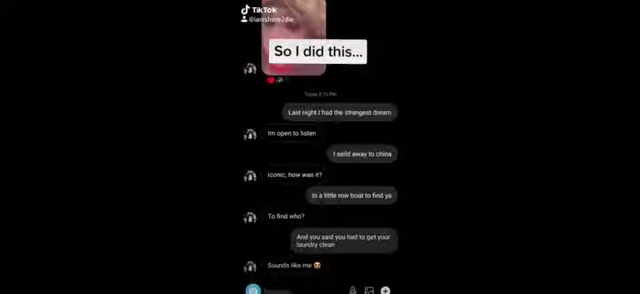 TikTok
@iamshere2die
So I did this...
Last night I had the strangest dream
Im open to listen
I saild away to china
Iconic, how was it?
In a little row boat to find ya
To find who?
And you said you had to get your
laundry clean
Sounds like me 😍